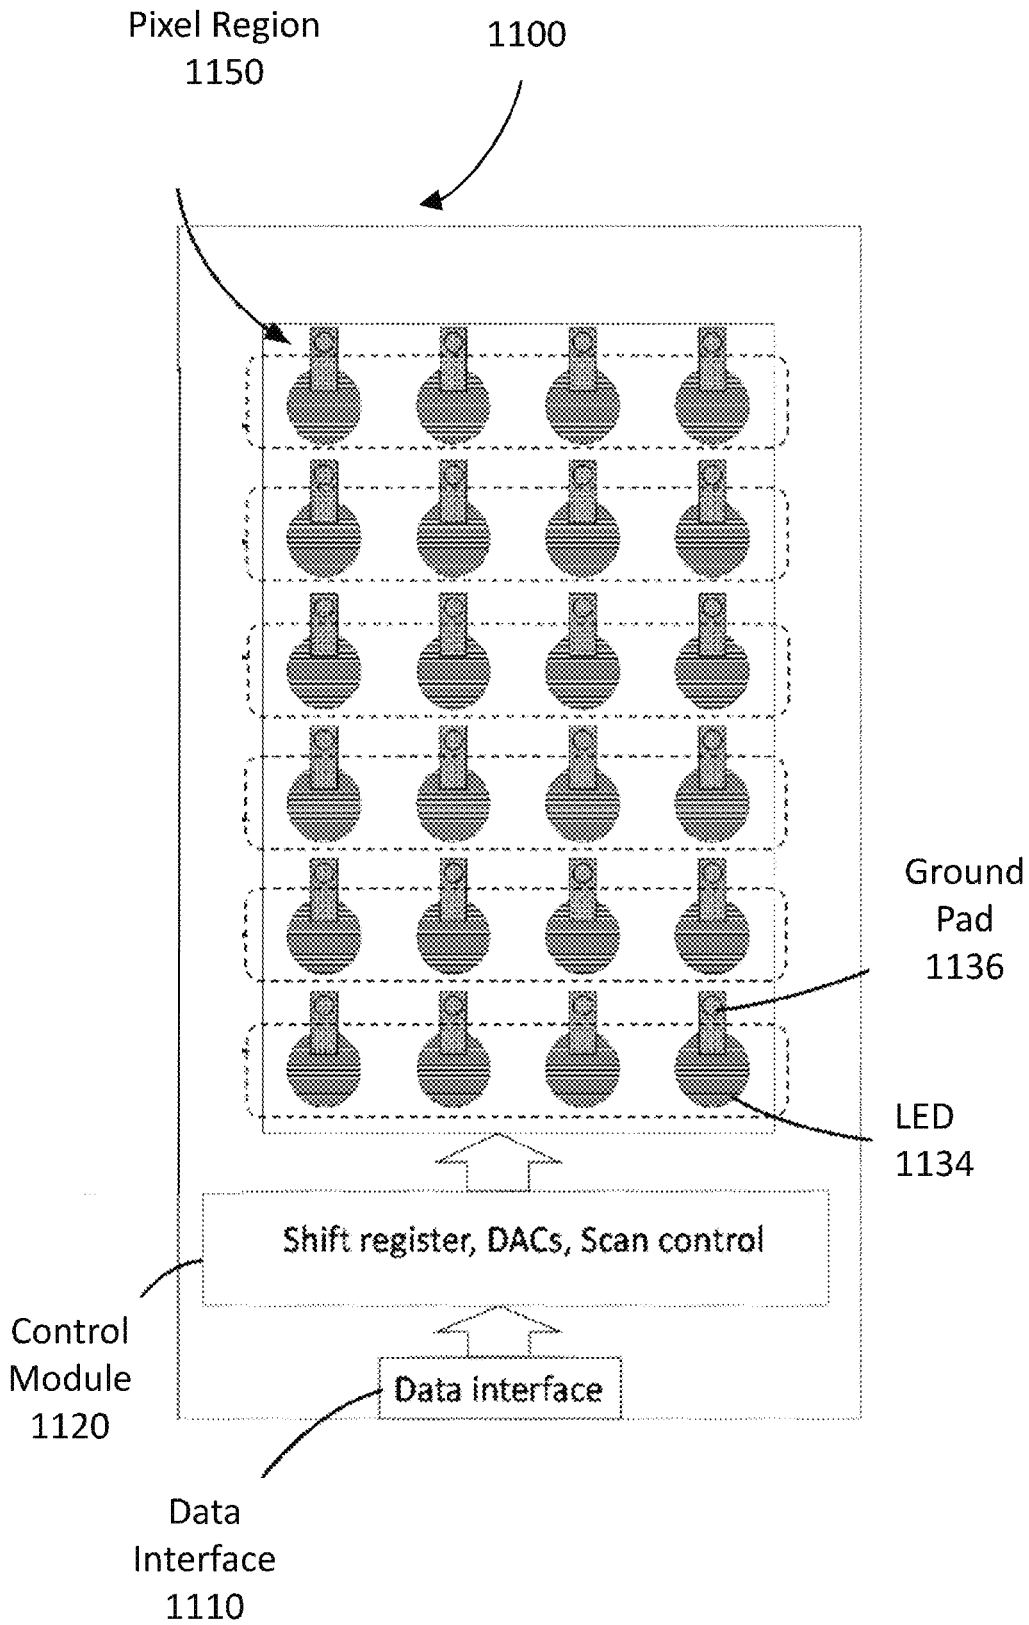 Pixel Region
1150
1100
Ground
Pad
1136
LED
1134
Shift register, DACs, Scan control
Control
Module
1120
Data interface
Data
Interface
1110